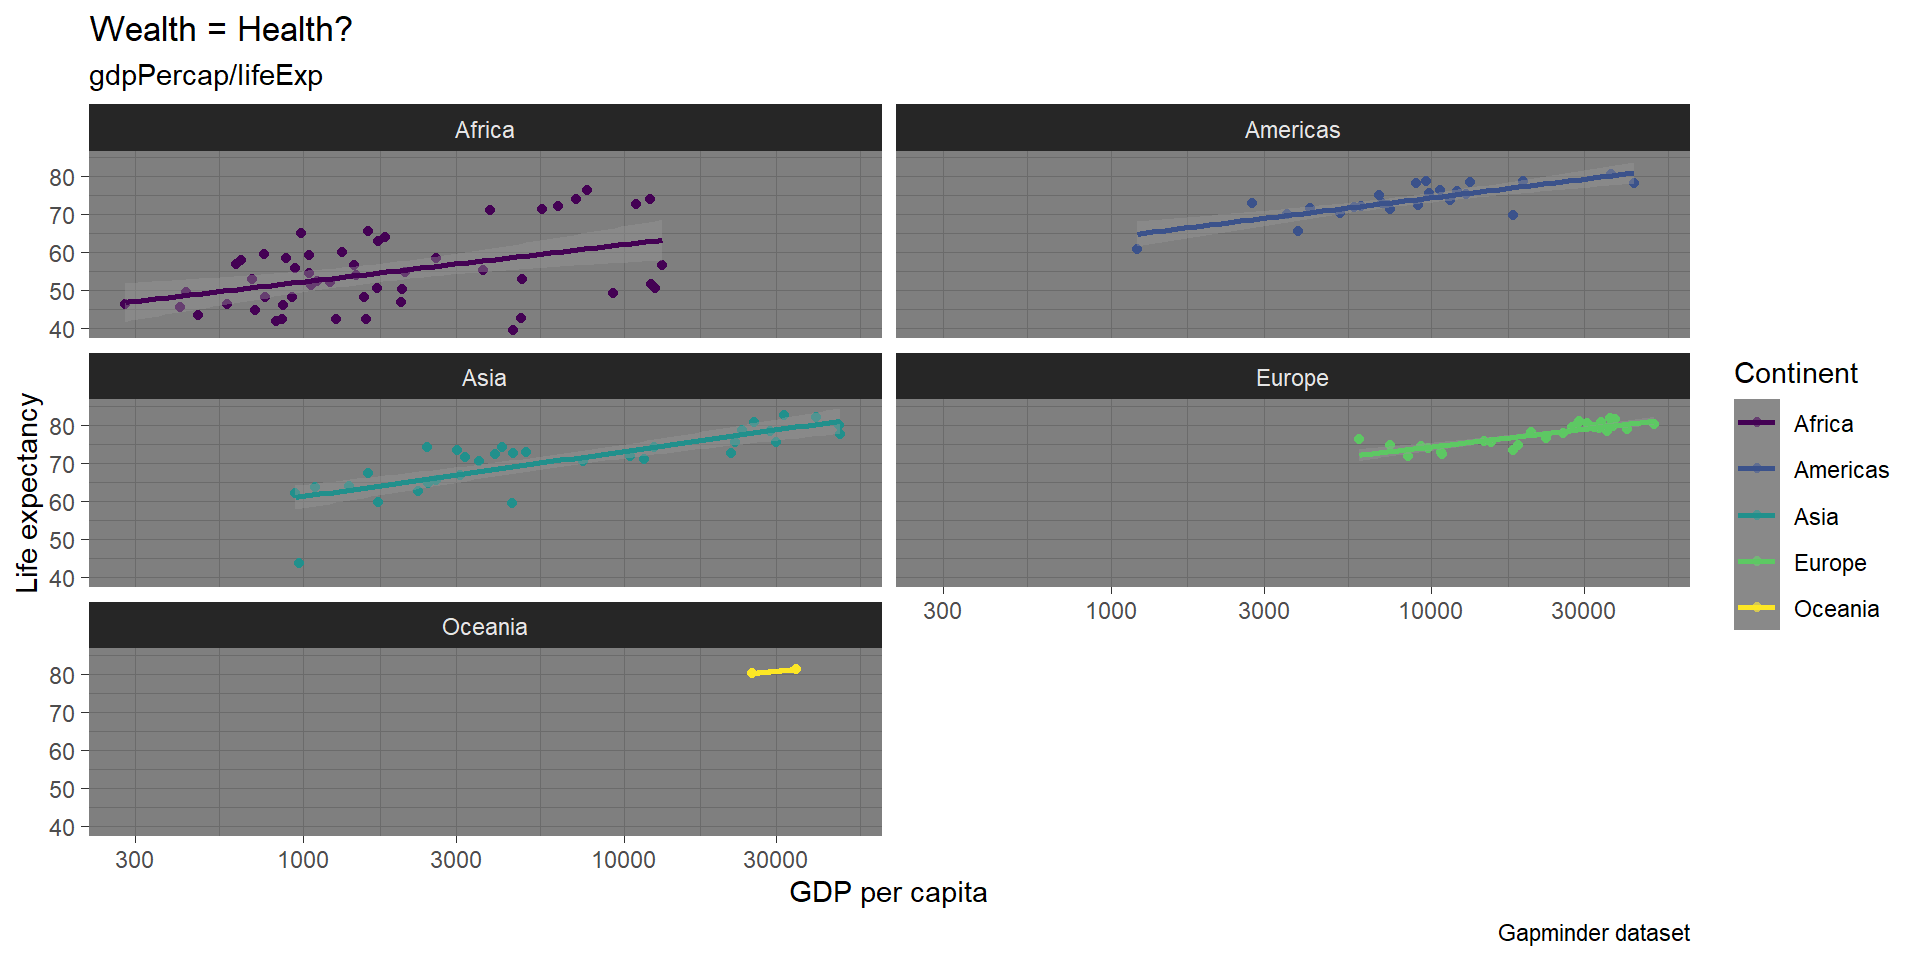 Wealth = Health?
gdpPercap/lifeExp
Africa
Americas
80
70
60
50
40
Asia
Europe
80
70
60
50
40
300 1000 3000 10000 30000
Oceania
80
70
60
50
40
300 1000 3000 10000 30000
Life expectancy
GDP per capita
Continent
Africa
Americas
Asia
Europe
Oceania
Gapminder dataset